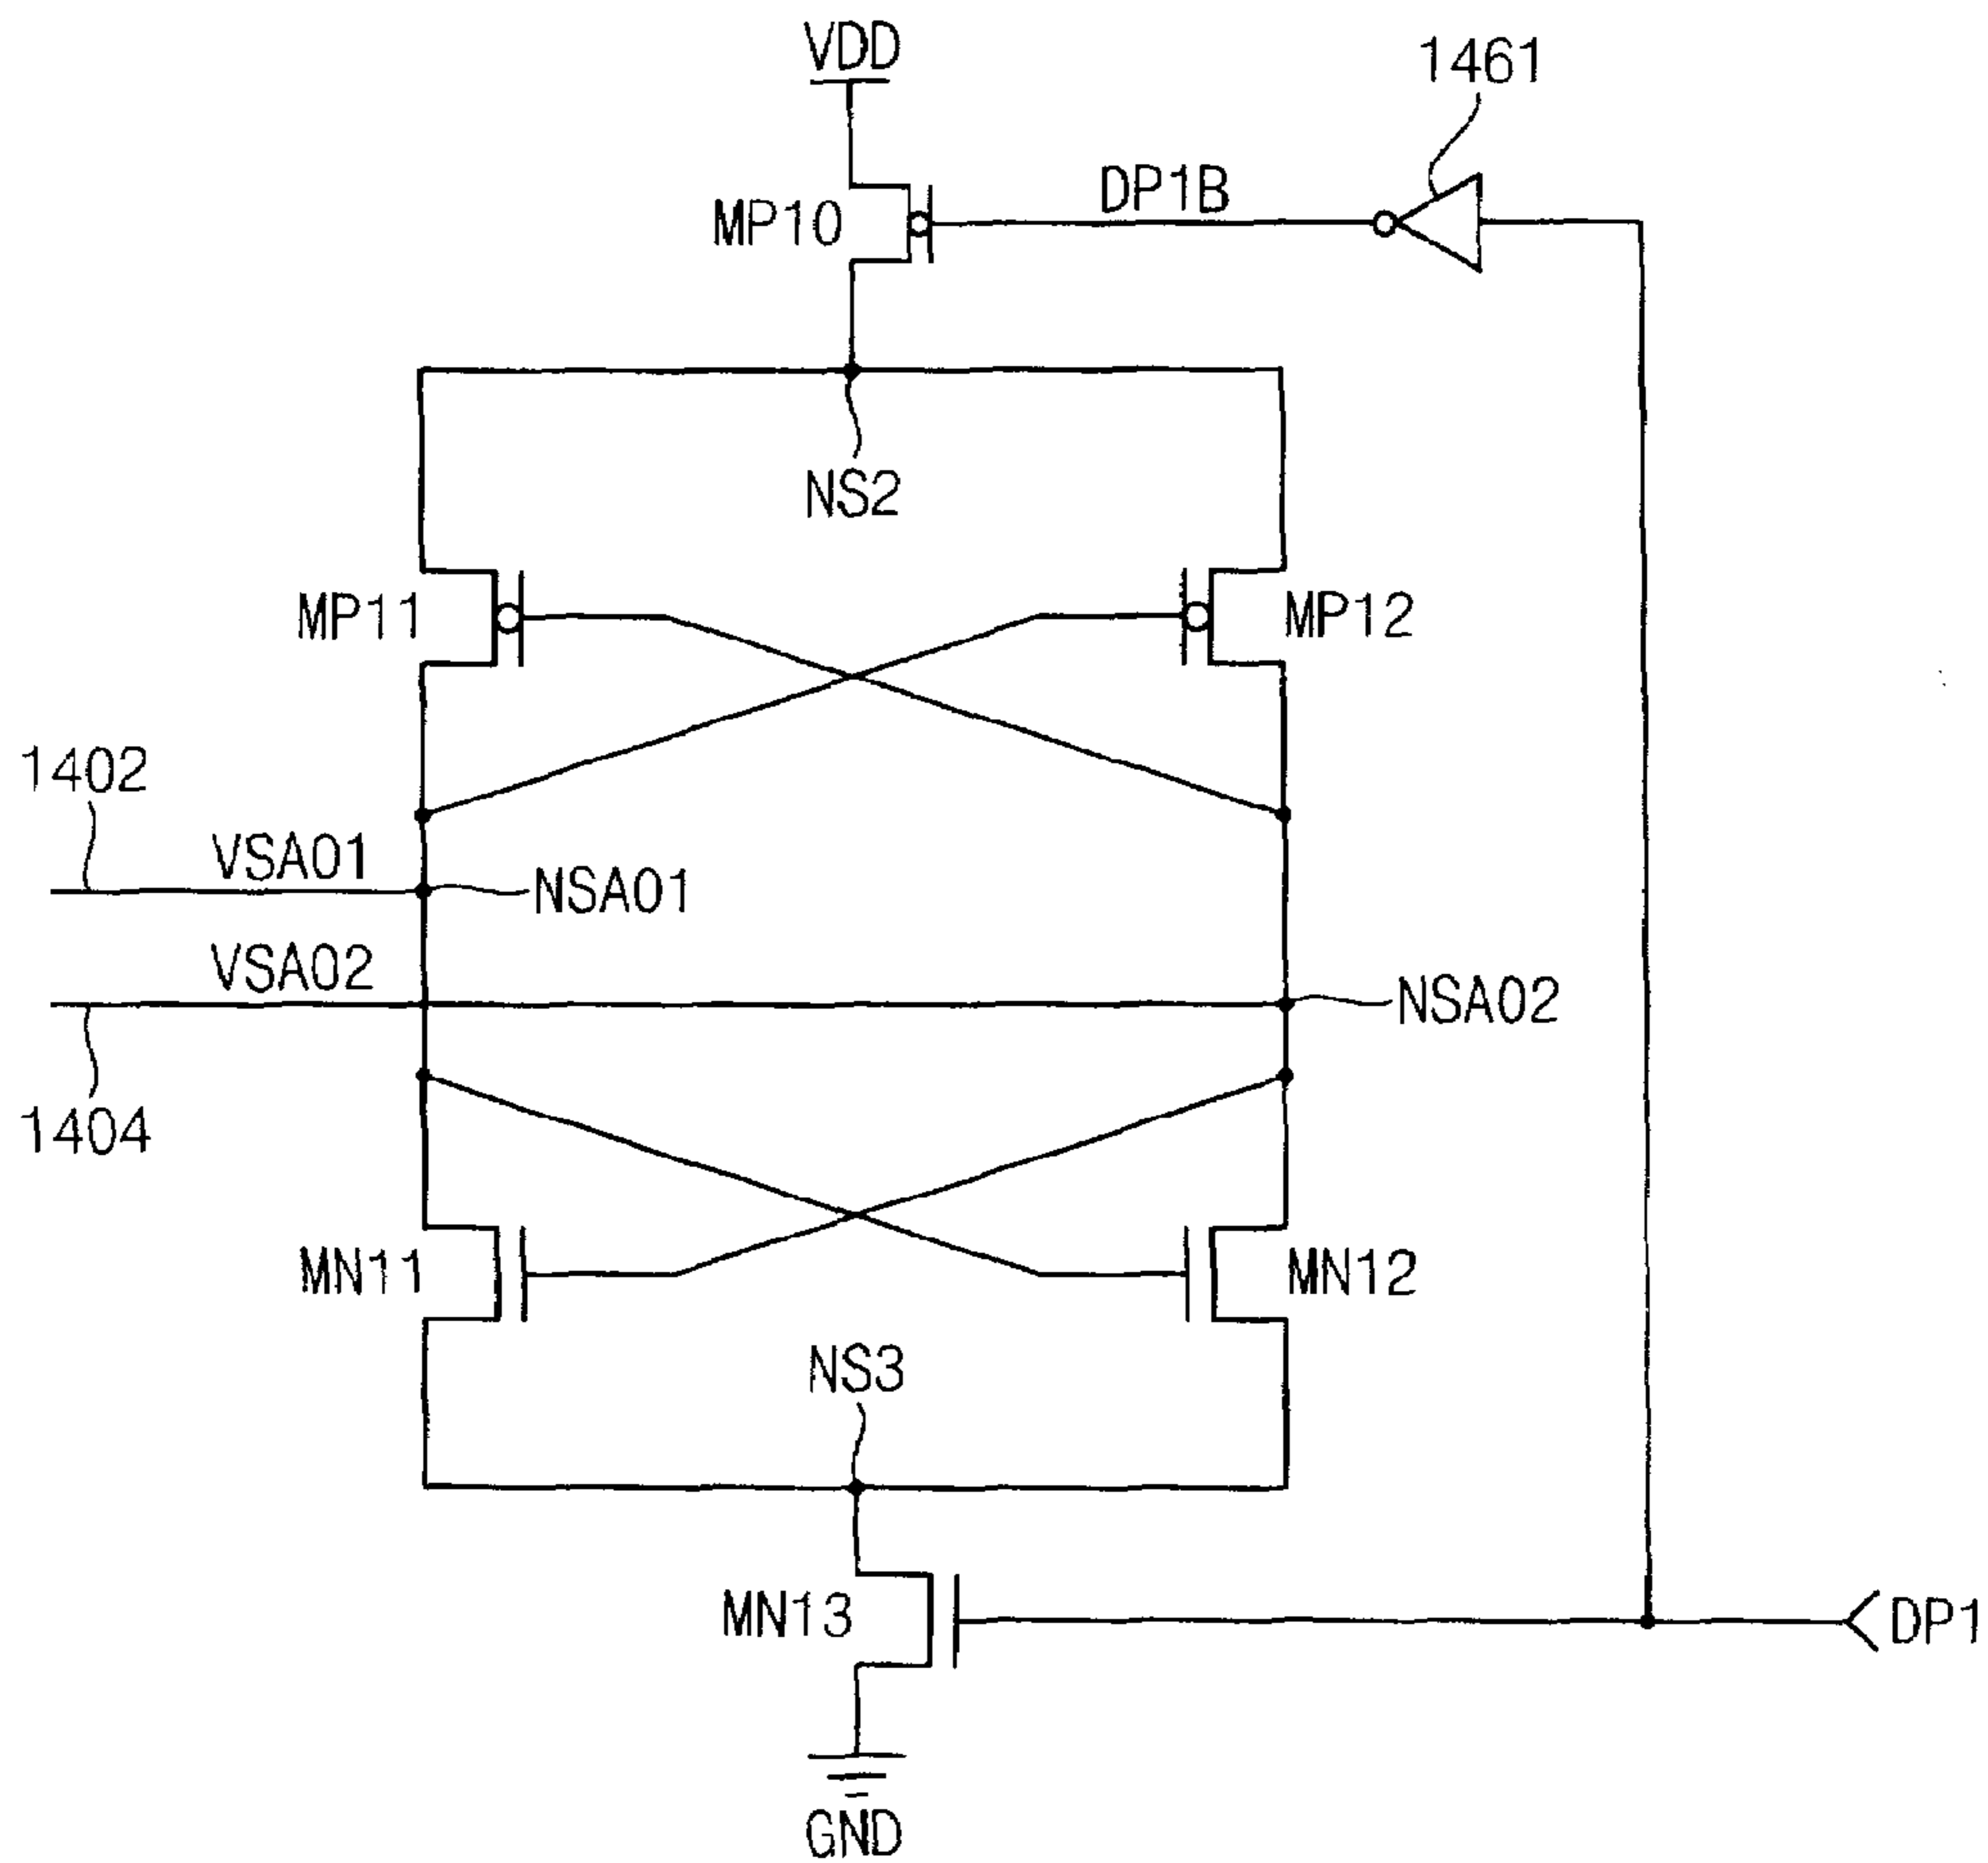 VDD
1461
DP1B
MP10
NS2
MP11
MP12
1402
VSA01
NSA01
VSA02
NSA02
1404
MN11
MN12
NS3
MN13
DP1
GND